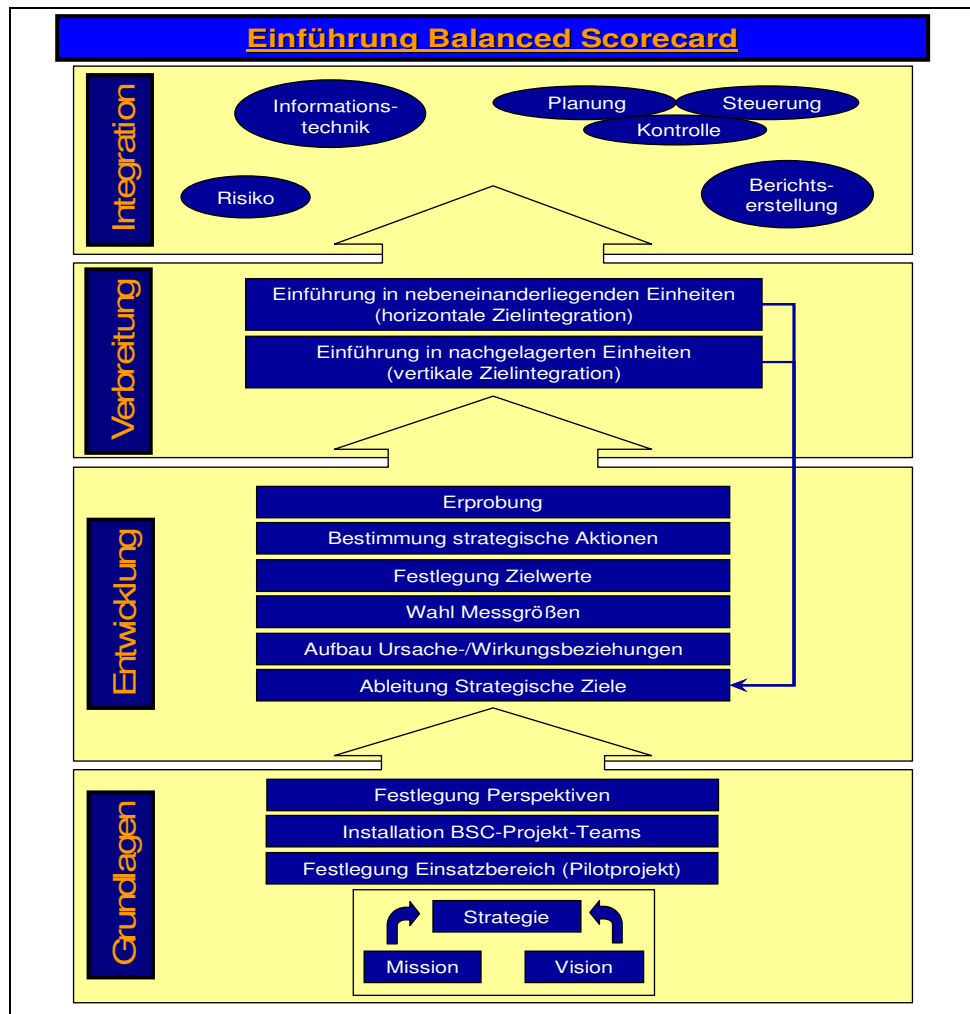 Einführung Balanced Scorecard
Integration
Informations-
technik
Planung
Steuerung
Kontrolle
Risiko
Berichts-
erstellung
Verbreitung
Einführung in nebeneinanderliegenden Einheiten
(horizontale Zielintegration)
Einführung in nachgelagerten Einheiten
(vertikale Zielintegration)
Entwicklung
Erprobung
Bestimmung strategische Aktionen
Festlegung Zielwerte
Wahl Messgrößen
Aufbau Ursache-/Wirkungsbeziehungen
Ableitung Strategische Ziele
Grundlagen
Festlegung Perspektiven
Installation BSC-Projekt-Teams
Festlegung Einsatzbereich (Pilotprojekt)
Strategie
Mission
Vision